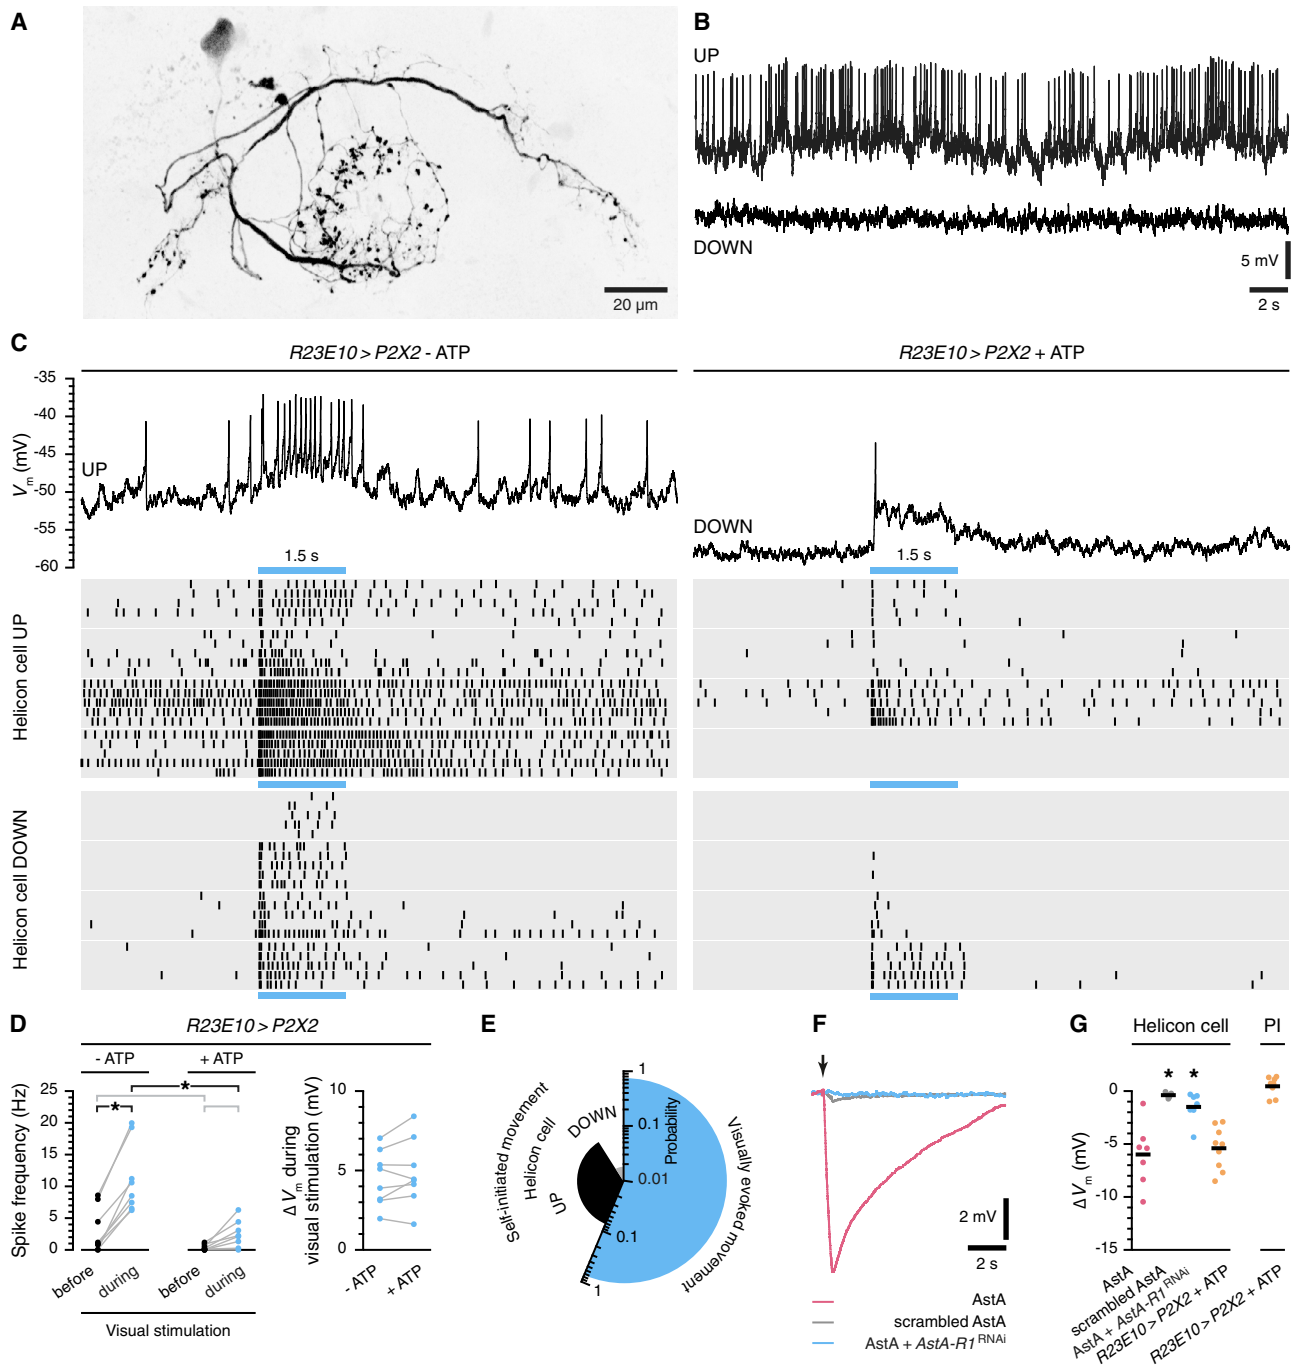 A
20 µm
B
UP
DOWN
5 mV
2 s
C
R23E10 > P2X2 - ATP
R23E10 > P2X2 + ATP
-35
-40
-45
-50
-55
-60
Vm (mV)
UP
1.5 s
DOWN
1.5 s
Helicon cell UP
Helicon cell DOWN
D
R23E10 > P2X2
- ATP
+ ATP
25
20
15
10
5
0
Spike frequency (Hz)
*
*
before
during
before
during
Visual stimulation
10
5
0
ΔVm during
visual stimulation (mV)
- ATP
+ ATP
E
Self-initiated movement
Helicon cell
UP
DOWN
1
0.1
0.01
Probability
0.1
1
Visually evoked movement
F
2 mV
2 s
AstA
scrambled AstA
AstA + AstA-R1 RNAi
G
Helicon cell
PI
* *
0
-5
-10
-15
ΔVm (mV)
AstA
scrambled AstA
AstA + AstA-R1 RNAi
R23E10 > P2X2 + ATP
R23E10 > P2X2 + ATP